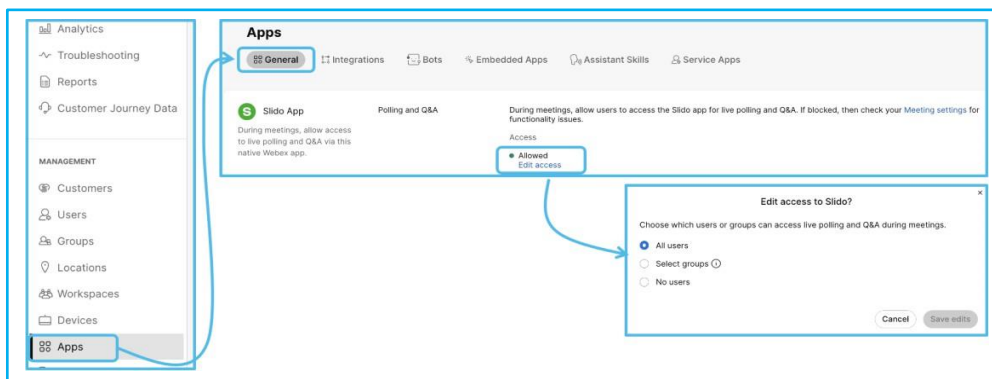 Analytics
Troubleshooting
Reports
Customer Journey Data
MANAGEMENT
Customers
Users
Groups
Locations
Workspaces
Devices
Apps
Apps
General
Integrations
Bots
Embedded Apps
Assistant Skills
Service Apps
S
Slido App
During meetings, allow access
to live polling and Q&A via this
native Webex app.
Polling and Q&A
During meetings, allow users to access the Slido app for live polling and Q&A. If blocked, then check your Meeting settings for
functionality issues.
Access
Allowed
Edit access
Edit access to Slido?
Choose which users or groups can access live polling and Q&A during meetings.
All users
Select groups
No users
Cancel
Save edits